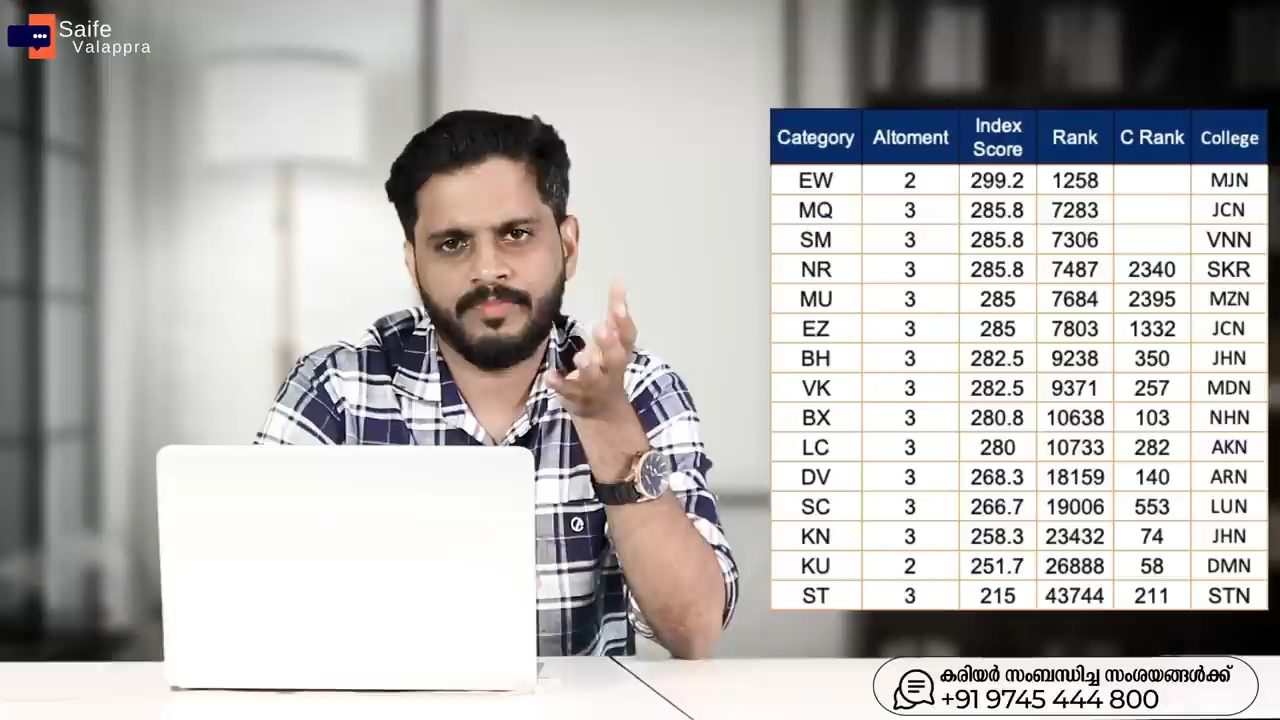 Saife
Valappra
Category Altoment Index Score Rank C Rank College
EW 2 299.2 1258 MJN
MQ 3 285.8 7283 JCN
SM 3 285.8 7306 VNN
NR 3 285.8 7487 2340 SKR
MU 3 285 7684 2395 MZN
EZ 3 285 7803 1332 JCN
BH 3 282.5 9238 350 JHN
VK 3 282.5 9371 257 MDN
BX 3 280.8 10638 103 NHN
LC 3 280 10733 282 AKN
DV 3 268.3 18159 140 ARN
SC 3 266.7 19006 553 LUN
KN 3 258.3 23432 74 JHN
KU 2 251.7 26888 58 DMN
ST 3 215 43744 211 STN
കരിയർ സംബന്ധിച്ച സംശയങ്ങൾക്ക്
+91 9745 444 800